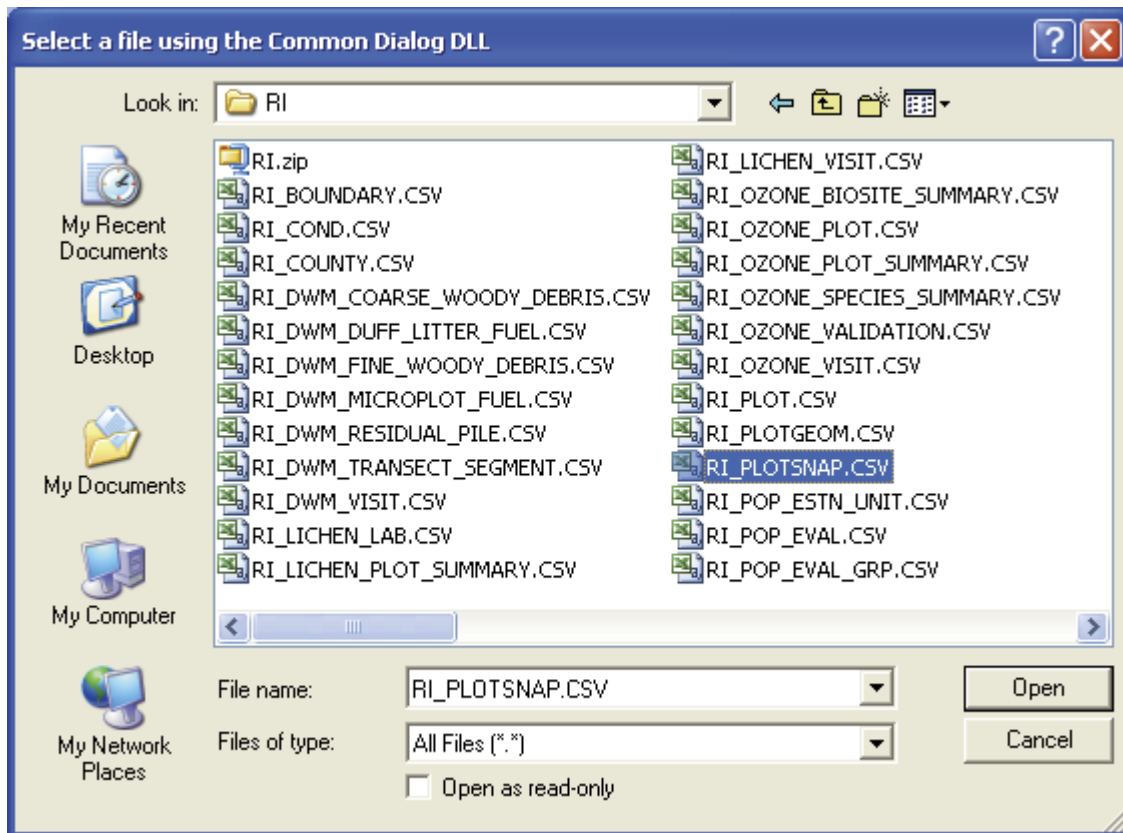 Select a file using the Common Dialog DLL
Look in:
RI
My Recent
Documents
Desktop
My Documents
My Computer
My Network
Places
RI.zip
RI_BOUNDARY.CSV
RI_COND.CSV
RI_COUNTY.CSV
RI_DWM_COARSE_WOODY_DEBRIS.CSV
RI_DWM_DUFF_LITTER_FUEL.CSV
RI_DWM_FINE_WOODY_DEBRIS.CSV
RI_DWM_MICROPLOT_FUEL.CSV
RI_DWM_RESIDUAL_PILE.CSV
RI_DWM_TRANSECT_SEGMENT.CSV
RI_DWM_VISIT.CSV
RI_LICHEN_LAB.CSV
RI_LICHEN_PLOT_SUMMARY.CSV
RI_LICHEN_VISIT.CSV
RI_OZONE_BIOSITE_SUMMARY.CSV
RI_OZONE_PLOT.CSV
RI_OZONE_PLOT_SUMMARY.CSV
RI_OZONE_SPECIES_SUMMARY.CSV
RI_OZONE_VALIDATION.CSV
RI_OZONE_VISIT.CSV
RI_PLOT.CSV
RI_PLOTGEOM.CSV
RI_PLOTSNAP.CSV
RI_POP_ESTN_UNIT.CSV
RI_POP_EVAL.CSV
RI_POP_EVAL_GRP.CSV
File name:
RI_PLOTSNAP.CSV
Open
Files of type:
All Files (*.*)
Cancel
Open as read-only